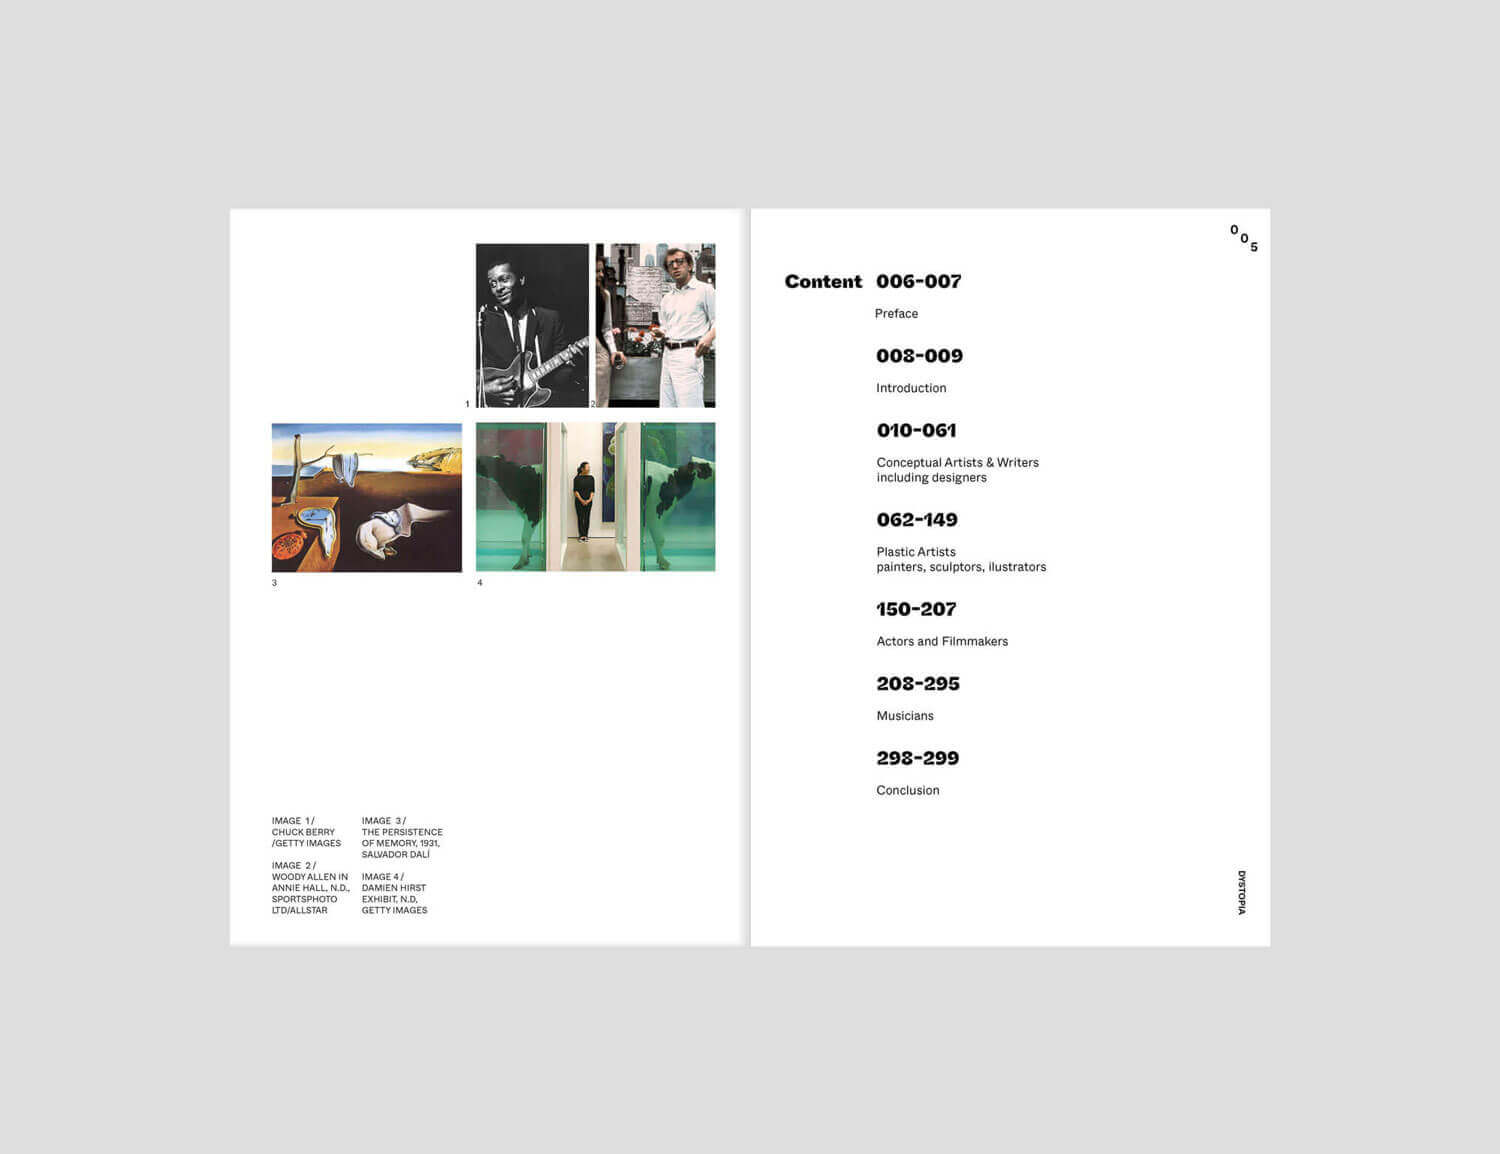 1
2
3
4
IMAGE 1 /
CHUCK BERRY
/GETTY IMAGES
IMAGE 2 /
WOODY ALLEN IN
ANNIE HALL, N.D.,
SPORTSPHOTO
LTD/ALLSTAR
IMAGE 3 /
THE PERSISTENCE
OF MEMORY, 1931,
SALVADOR DALÍ
IMAGE 4 /
DAMIEN HIRST
EXHIBIT, N.D,
GETTY IMAGES
005
Content 006-007
Preface
008-009
Introduction
010-061
Conceptual Artists & Writers
including designers
062-149
Plastic Artists
painters, sculptors, ilustrators
150-207
Actors and Filmmakers
208-295
Musicians
298-299
Conclusion
DYSTOPIA